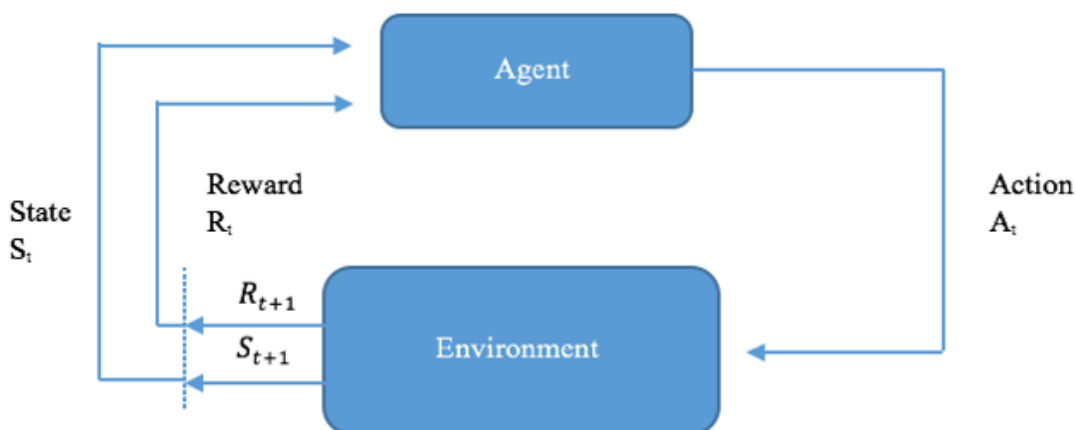 Agent
Reward
Rₜ
Action
Aₜ
State
Sₜ
Rₜ₊₁
Sₜ₊₁
Environment